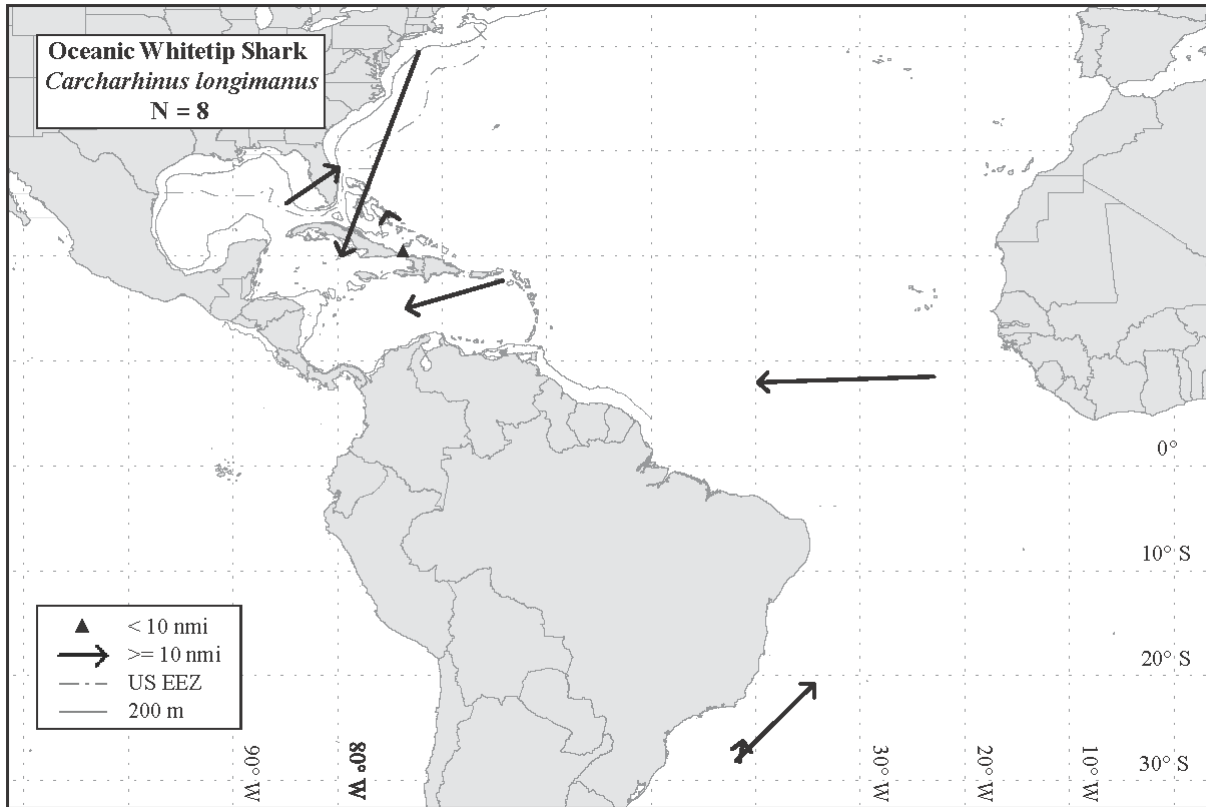 Oceanic Whitetip Shark
Carcharhinus longimanus
N = 8
0°
10° S
20° S
30° S
< 10 nmi
>= 10 nmi
US EEZ
200 m
90° W
80° W
30° W
20° W
10° W